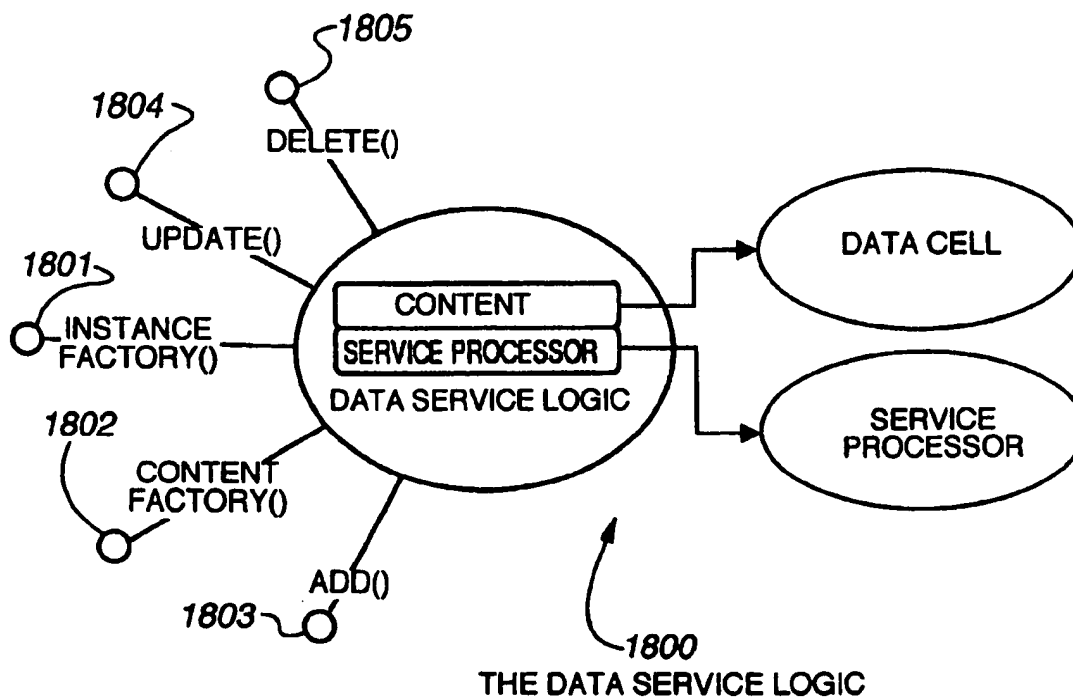 1805
1804
DELETE()
UPDATE()
1801
INSTANCE
FACTORY()
1802
CONTENT
FACTORY()
ADD()
1803
CONTENT
SERVICE PROCESSOR
DATA SERVICE LOGIC
DATA CELL
SERVICE
PROCESSOR
1800
THE DATA SERVICE LOGIC